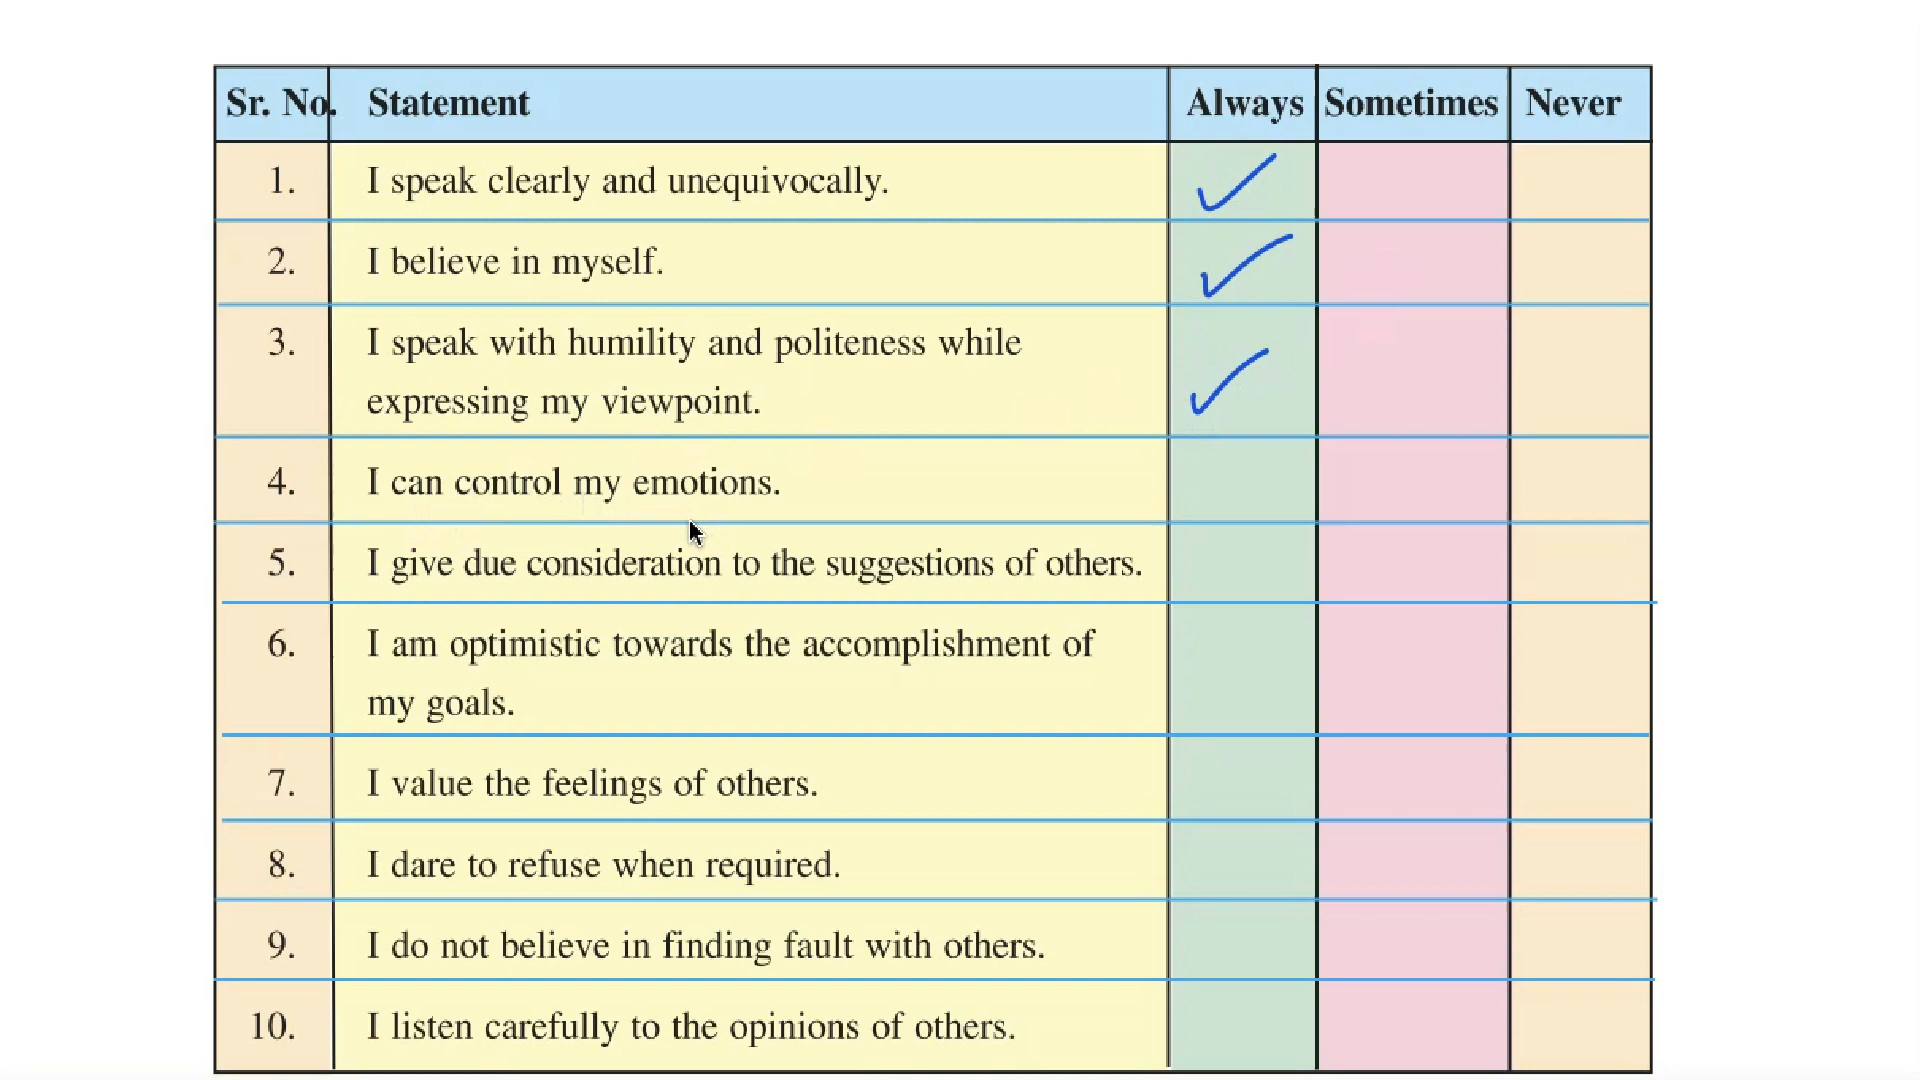 Sr. No. Statement Always Sometimes Never
1. I speak clearly and unequivocally.
2. I believe in myself.
3. I speak with humility and politeness while
expressing my viewpoint.
4. I can control my emotions.
5. I give due consideration to the suggestions of others.
6. I am optimistic towards the accomplishment of
my goals.
7. I value the feelings of others.
8. I dare to refuse when required.
9. I do not believe in finding fault with others.
10. I listen carefully to the opinions of others.